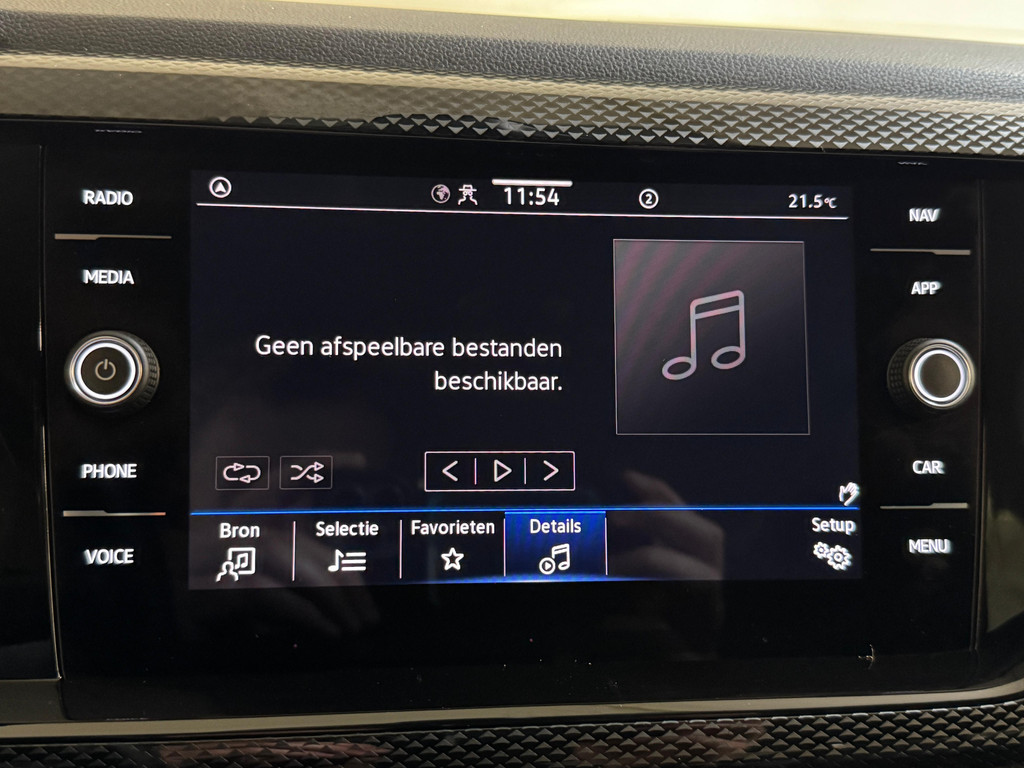 RADIO
MEDIA
PHONE
VOICE
11:54
2
21.5°C
Geen afspeelbare bestanden
beschikbaar.
Bron
Selectie
Favorieten
Details
Setup
NAV
APP
CAR
MENU